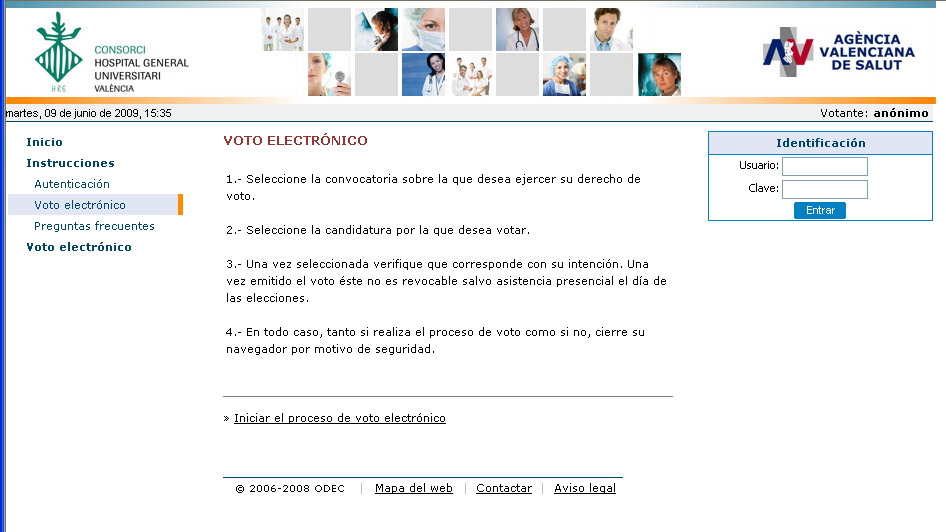 CONSORCI
HOSPITAL GENERAL
UNIVERSITARI
VALÈNCIA
HGE
AV
AGÈNCIA
VALENCIANA
DE SALUT
martes, 09 de junio de 2009, 15:35
Votante: anónimo
Inicio
Instrucciones
Autenticación
Voto electrónico
Preguntas frecuentes
Voto electrónico
VOTO ELECTRÓNICO
1.- Seleccione la convocatoria sobre la que desea ejercer su derecho de
voto.
2.- Seleccione la candidatura por la que desea votar.
3.- Una vez seleccionada verifique que corresponde con su intención. Una
vez emitido el voto éste no es revocable salvo asistencia presencial el día de
las elecciones.
4.- En todo caso, tanto si realiza el proceso de voto como si no, cierre su
navegador por motivo de seguridad.
» Iniciar el proceso de voto electrónico
Identificación
Usuario:
Clave:
Entrar
© 2006-2008 ODEC | Mapa del web | Contactar | Aviso legal